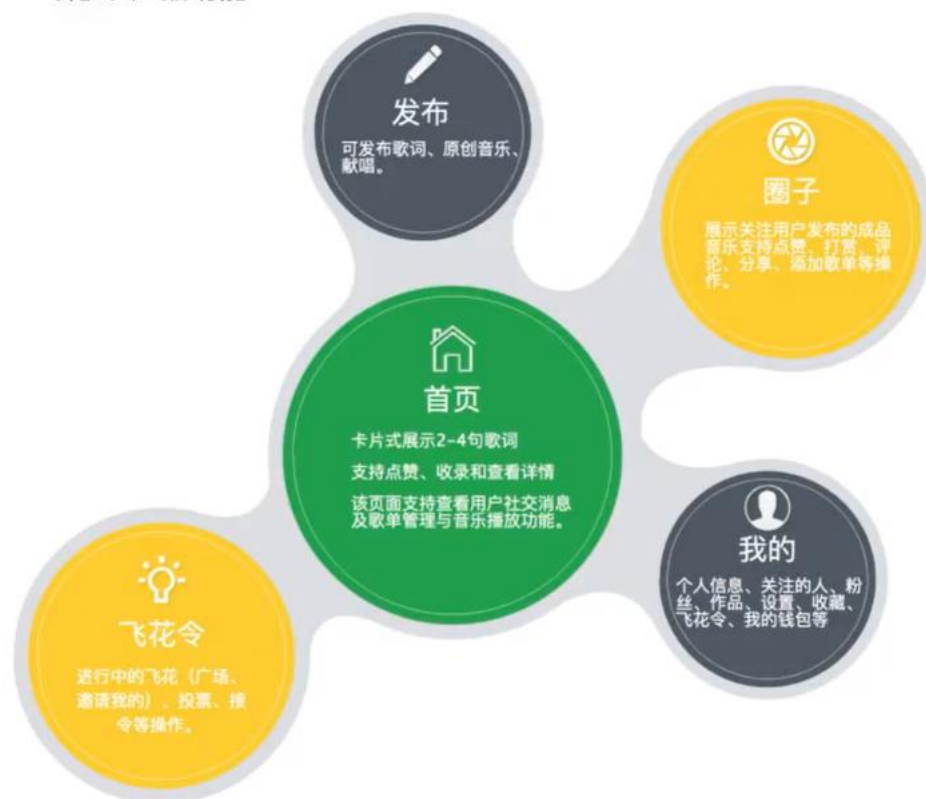 发布
可发布歌词、原创音乐、
献唱。
圈子
展示关注用户发布的成品
音乐支持点赞、打赏、评
论、分享、添加歌单等操
作。
首页
卡片式展示2-4句歌词
支持点赞、收录和查看详情
该页面支持查看用户社交消息
及歌单管理与音乐播放功能。
我的
个人信息、关注的人、粉
丝、作品、设置、收藏、
飞花令、我的钱包等
飞花令
进行中的飞花（广场、
邀请我的）、投票、接
令等操作。